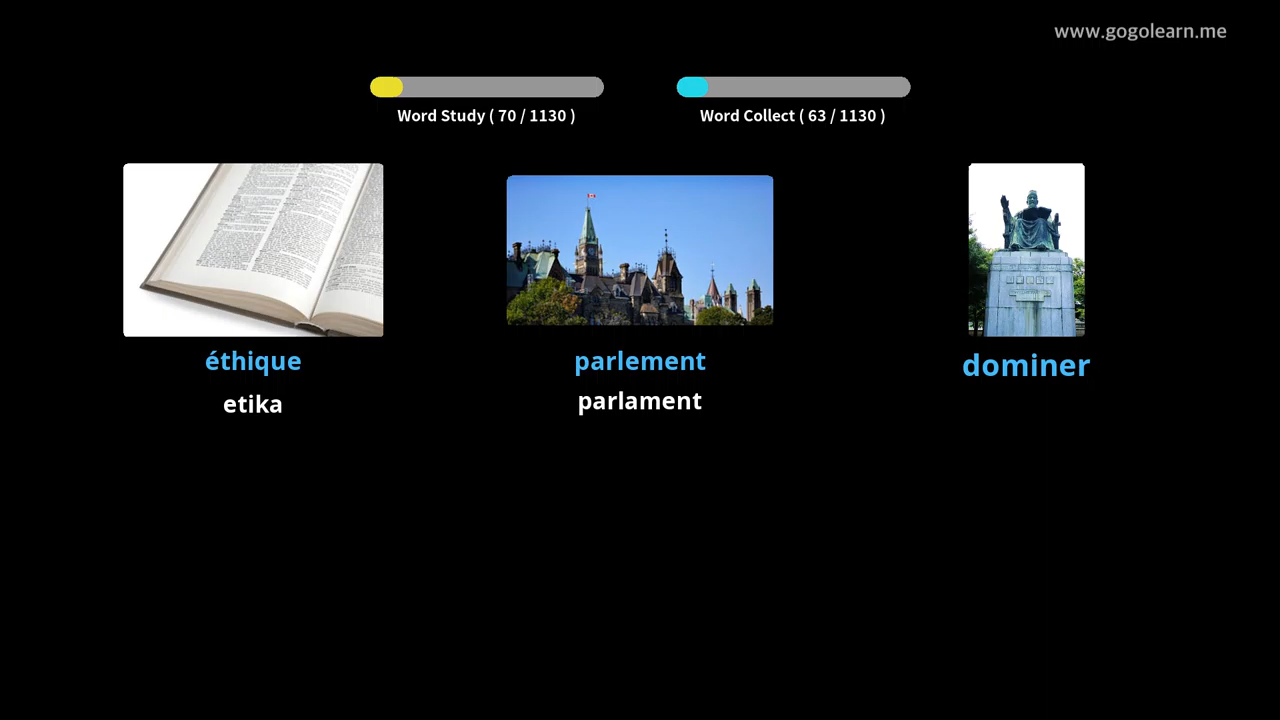 www.gogolearn.me
Word Study ( 70 / 1130 )
Word Collect ( 63 / 1130 )
éthique
parlement
dominer
etika
parlament